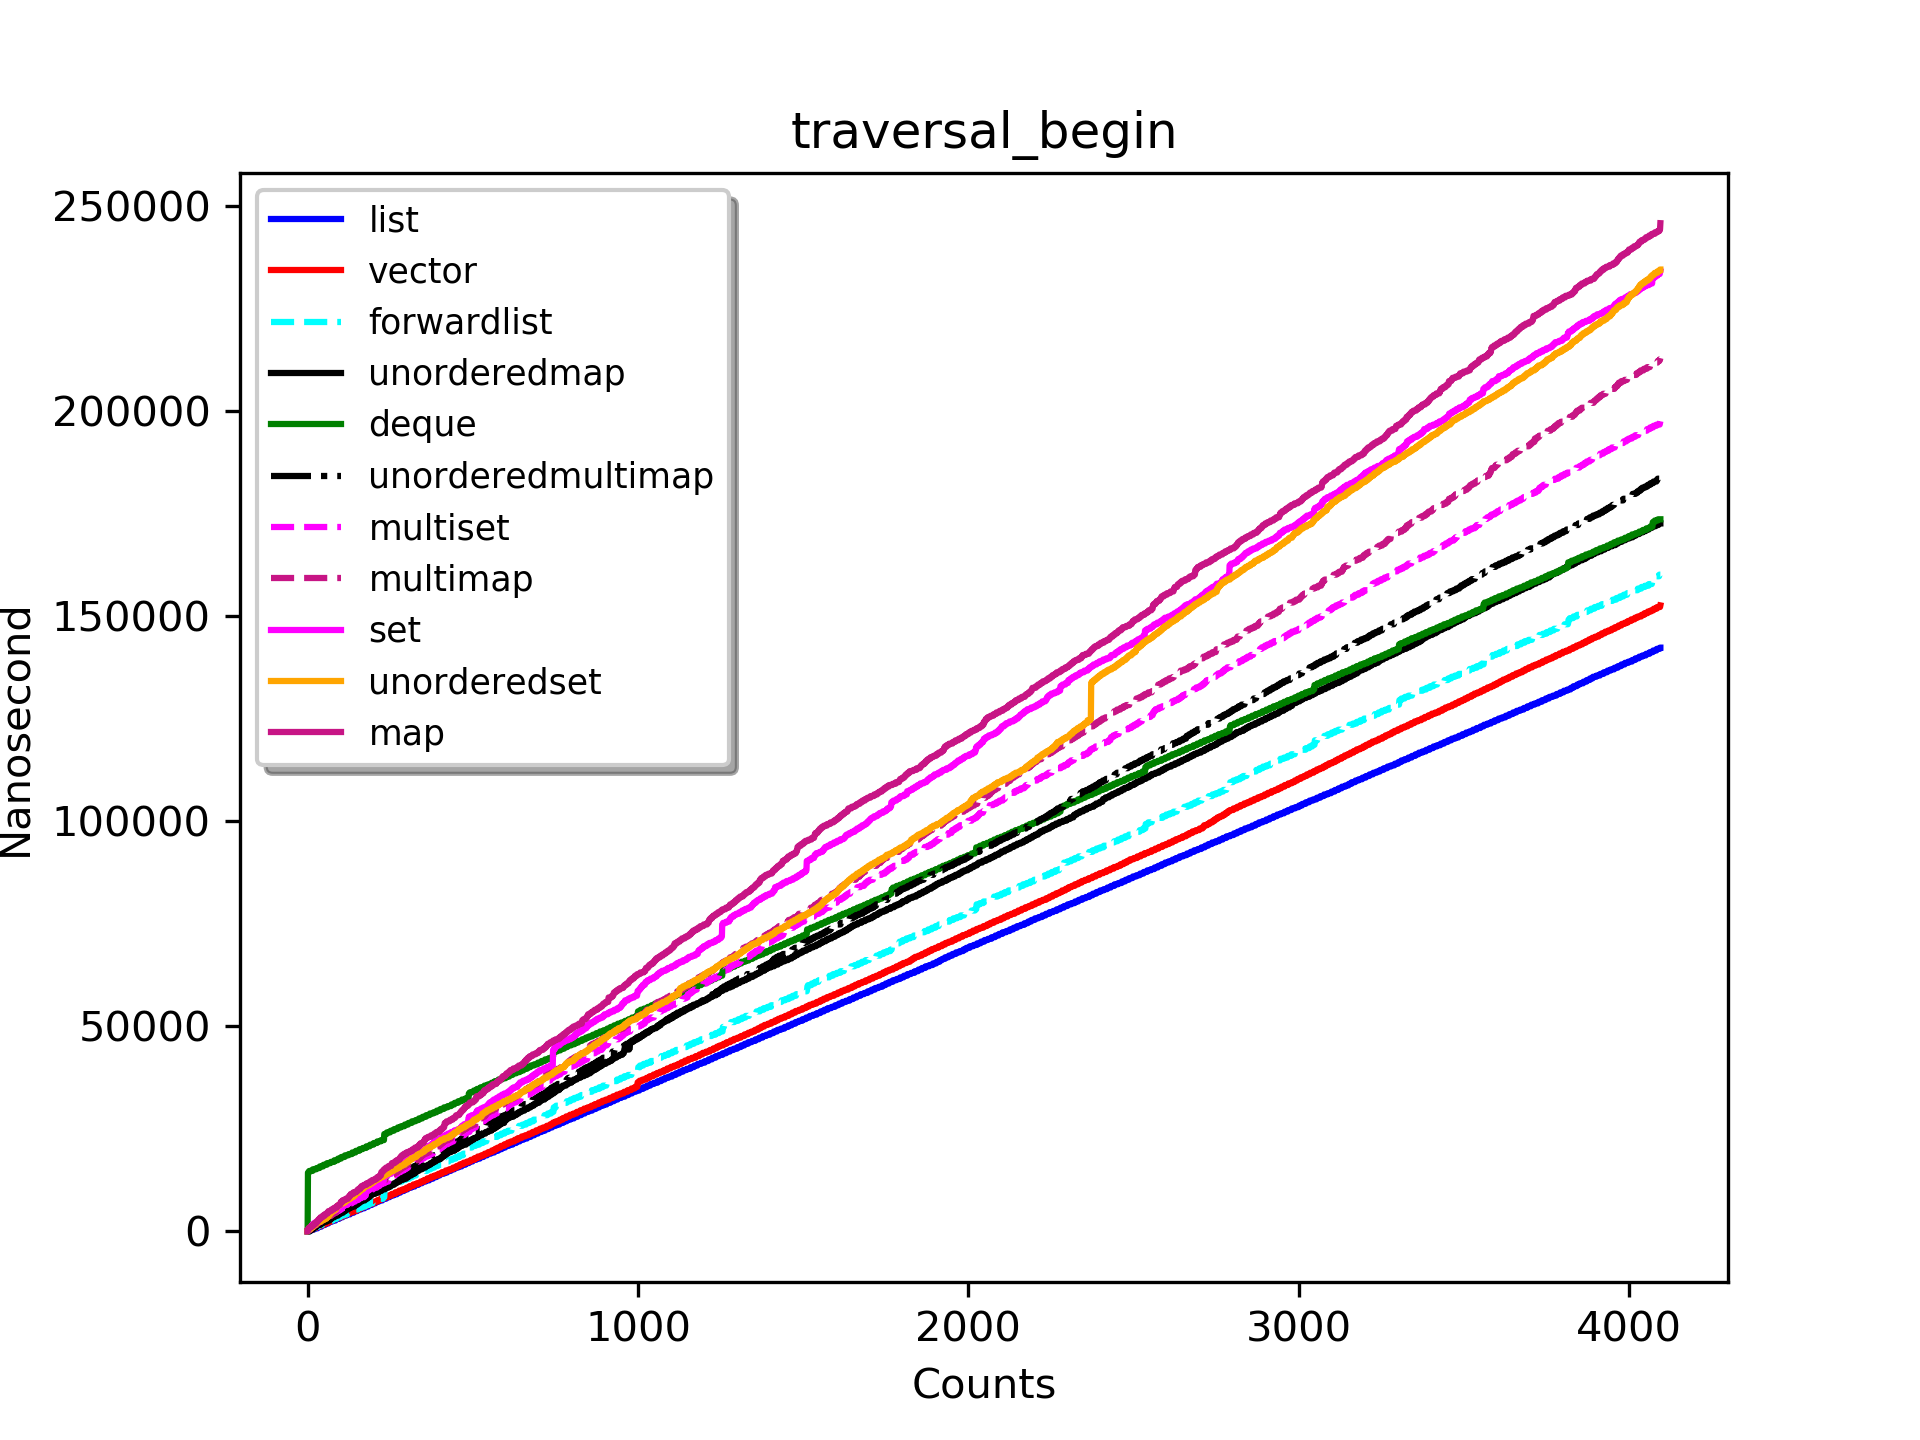 traversal_begin
250000
200000
150000
100000
50000
0
Nanosecond
list
vector
forwardlist
unorderedmap
deque
unorderedmultimap
multiset
multimap
set
unorderedset
map
0 1000 2000 3000 4000
Counts